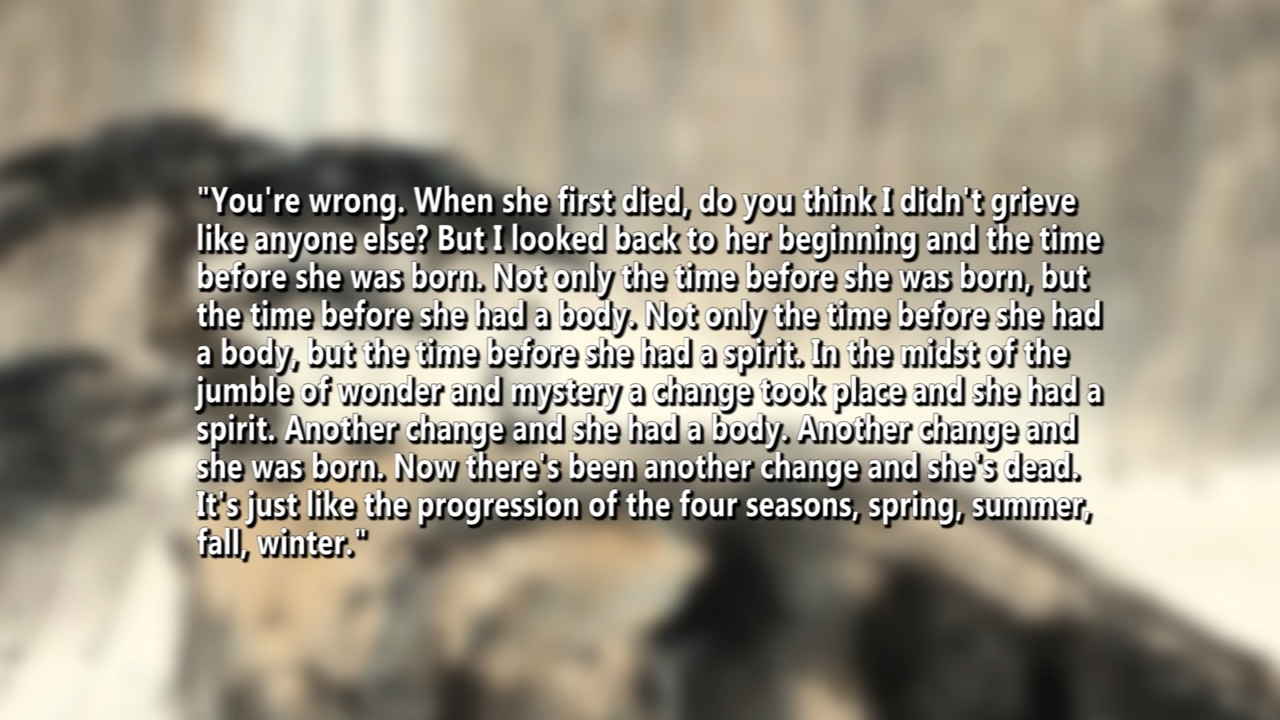 "You're wrong. When she first died, do you think I didn't grieve
like anyone else? But I looked back to her beginning and the time
before she was born. Not only the time before she was born, but
the time before she had a body. Not only the time before she had
a body, but the time before she had a spirit. In the midst of the
jumble of wonder and mystery a change took place and she had a
spirit. Another change and she had a body. Another change and
she was born. Now there's been another change and she's dead.
It's just like the progression of the four seasons, spring, summer,
fall, winter."